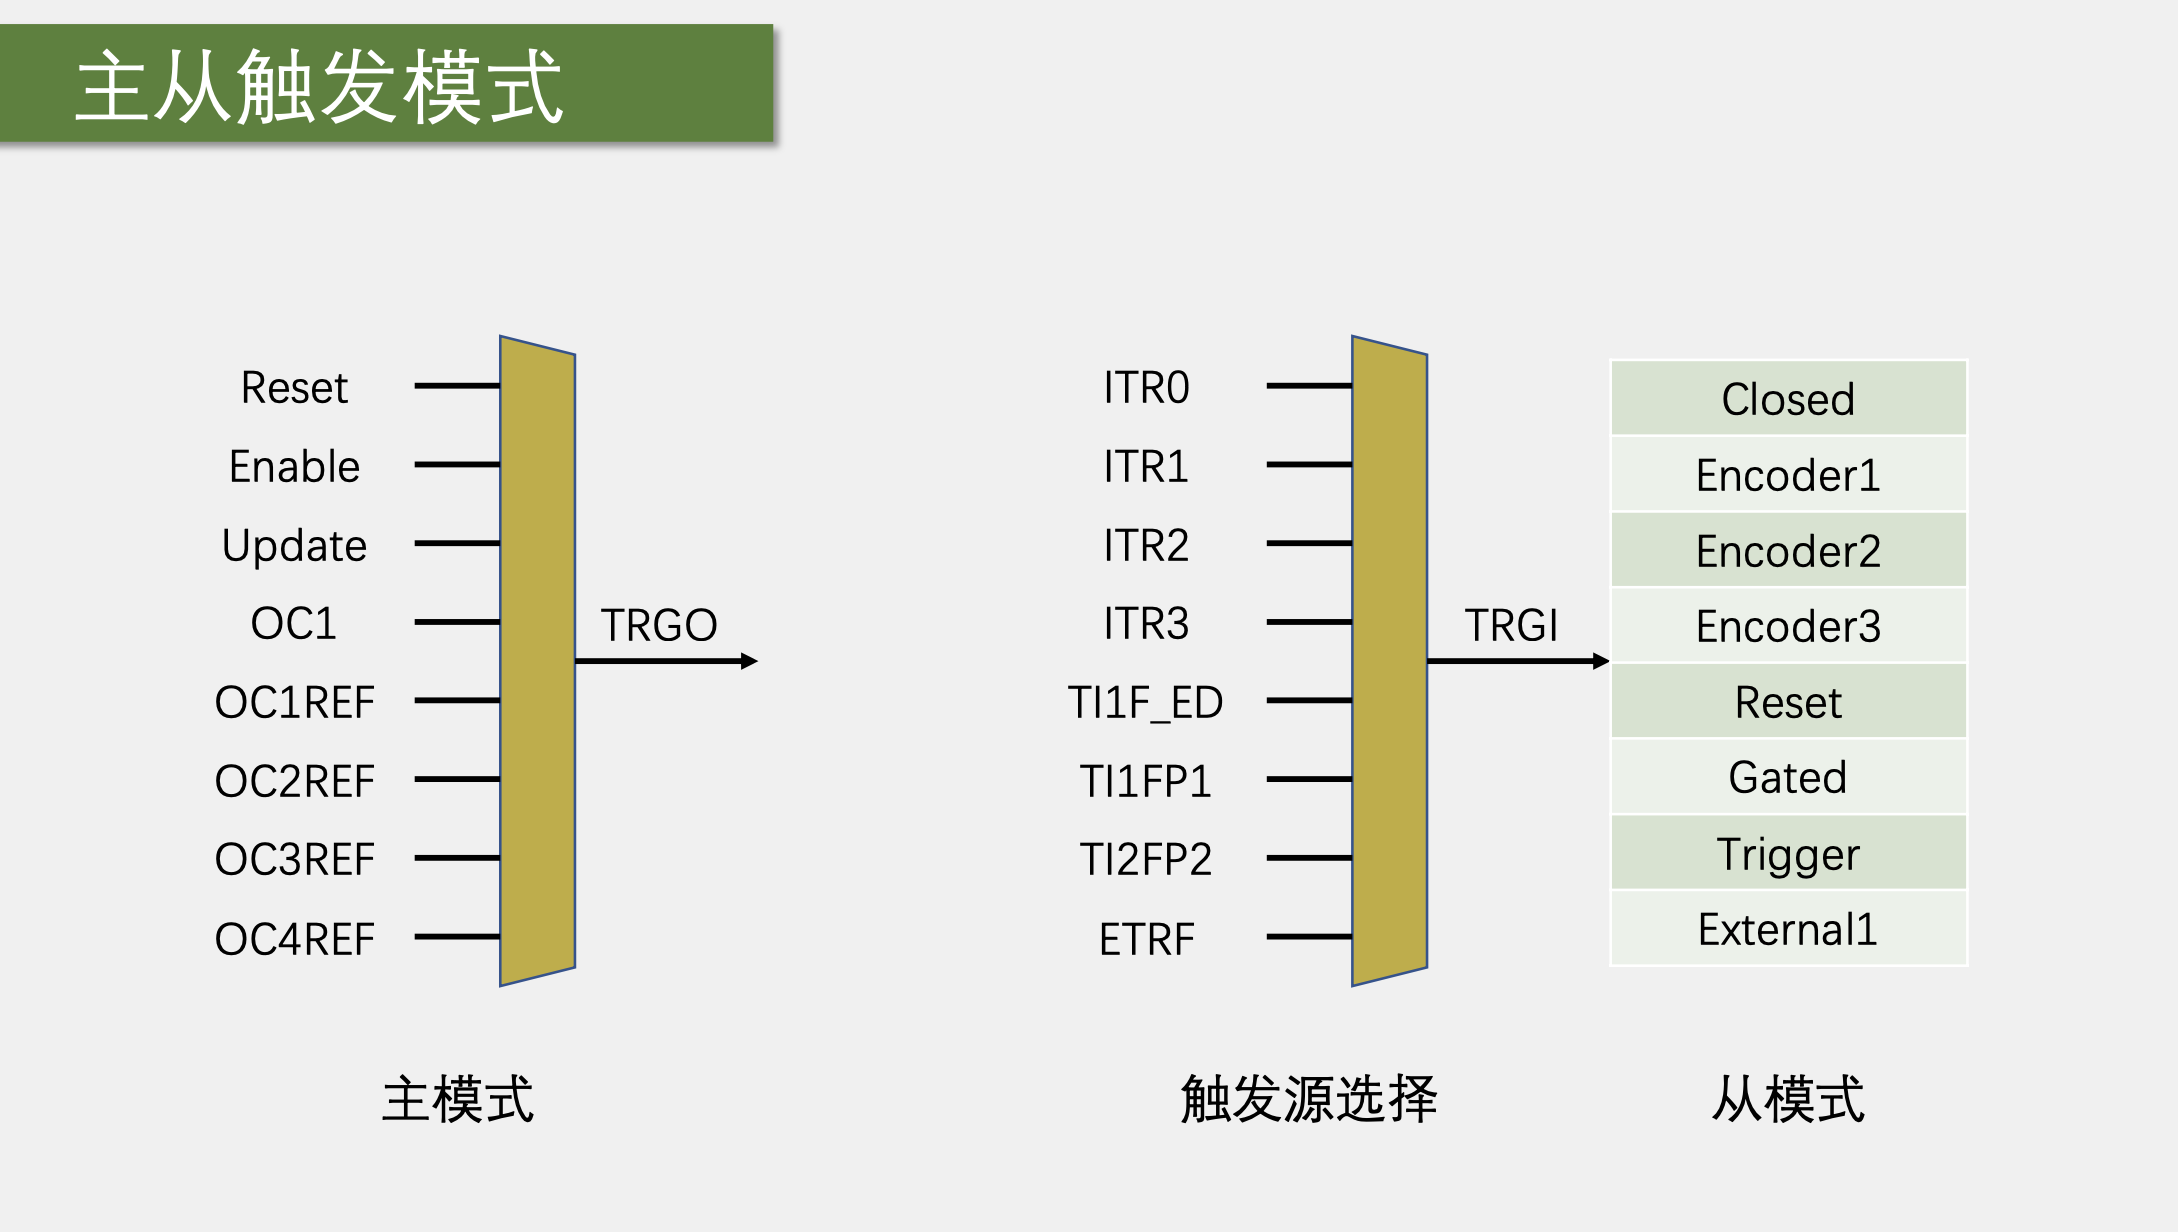 主从触发模式
Reset
Enable
Update
OC1
OC1REF
OC2REF
OC3REF
OC4REF
TRGO
主模式
ITR0
ITR1
ITR2
ITR3
TI1F_ED
TI1FP1
TI2FP2
ETRF
TRGI
触发源选择
Closed
Encoder1
Encoder2
Encoder3
Reset
Gated
Trigger
External1
从模式